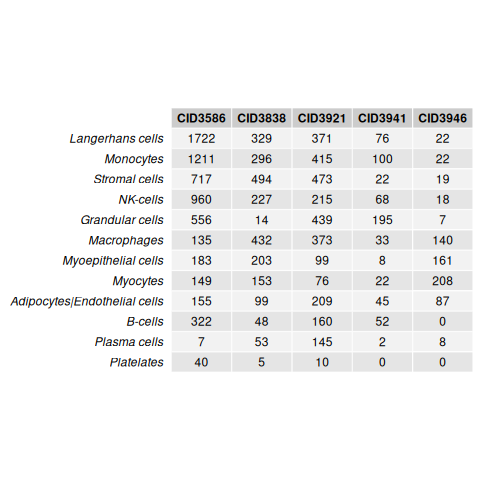 CID3586 CID3838 CID3921 CID3941 CID3946
Langerhans cells 1722 329 371 76 22
Monocytes 1211 296 415 100 22
Stromal cells 717 494 473 22 19
NK-cells 960 227 215 68 18
Grandular cells 556 14 439 195 7
Macrophages 135 432 373 33 140
Myoepithelial cells 183 203 99 8 161
Myocytes 149 153 76 22 208
Adipocytes|Endothelial cells 155 99 209 45 87
B-cells 322 48 160 52 0
Plasma cells 7 53 145 2 8
Platelates 40 5 10 0 0